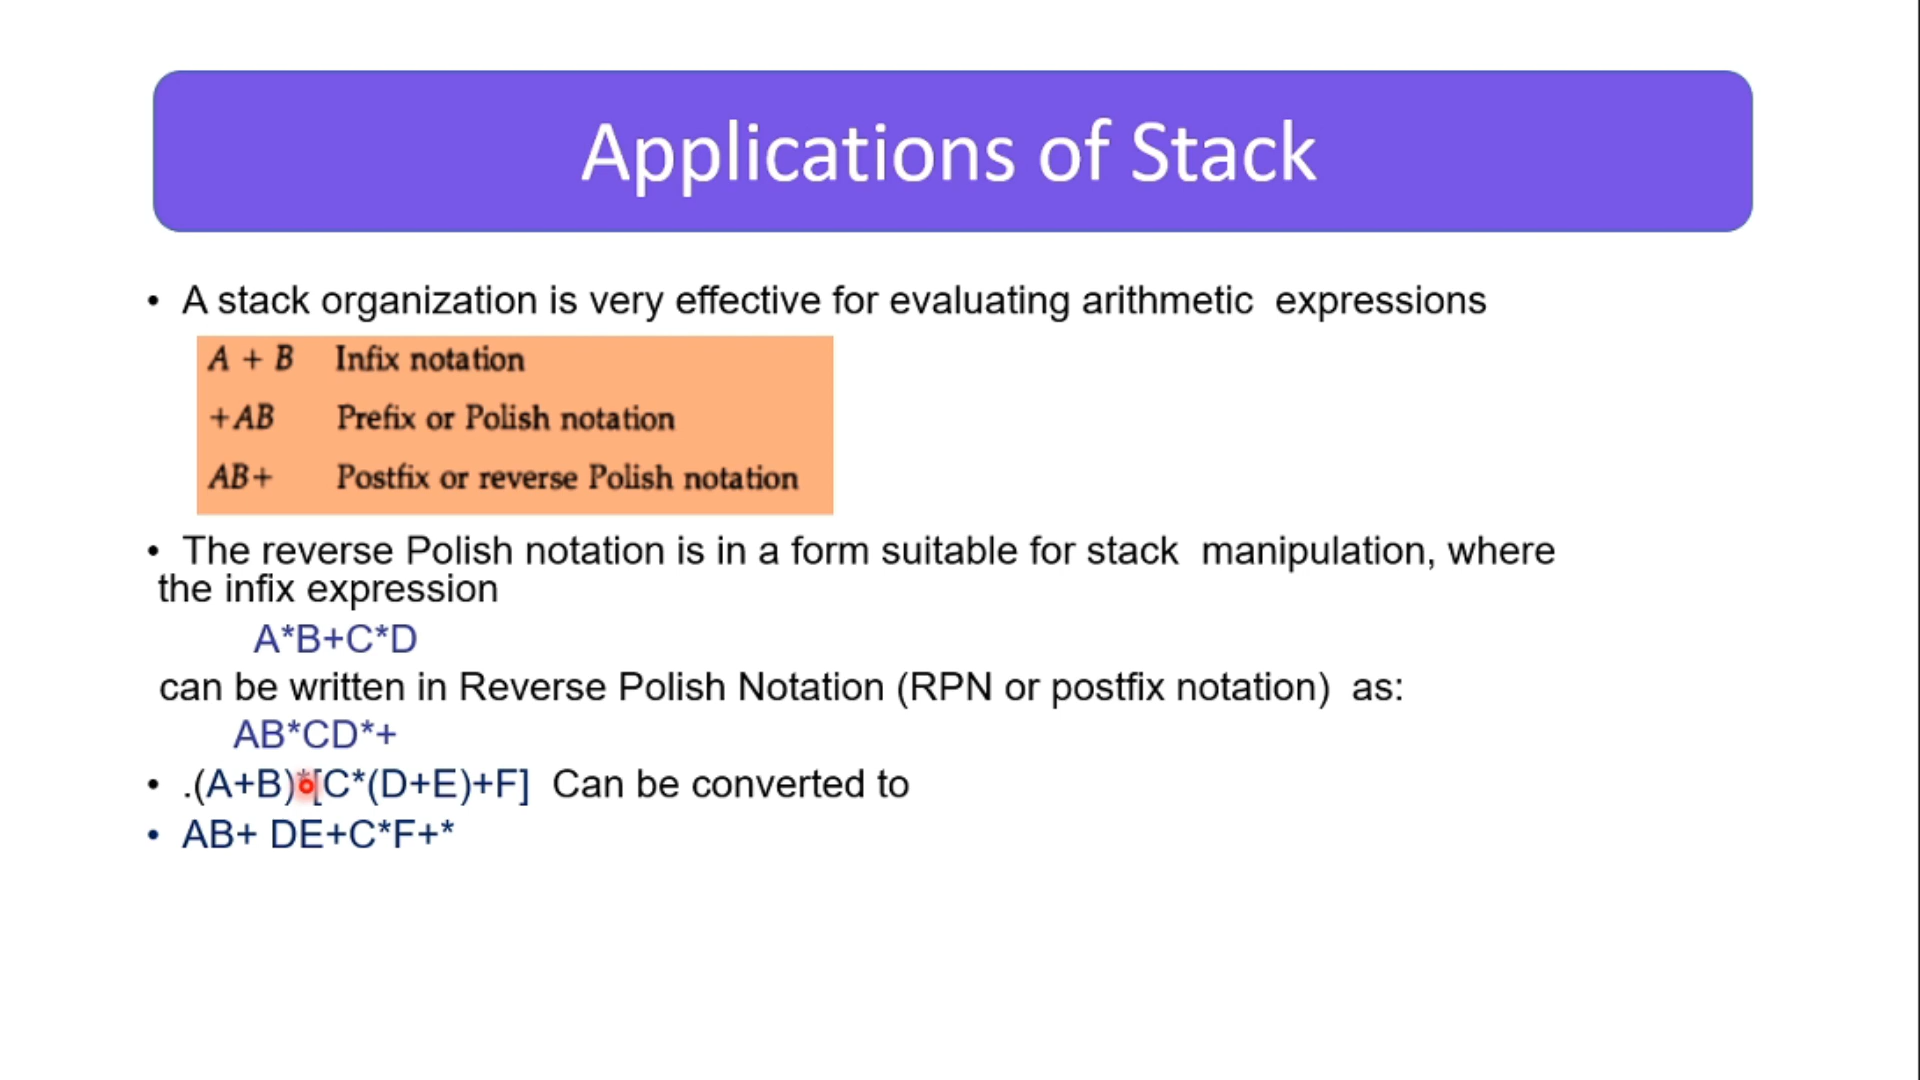 Applications of Stack
• A stack organization is very effective for evaluating arithmetic expressions
A + B Infix notation
+AB Prefix or Polish notation
AB+ Postfix or reverse Polish notation
• The reverse Polish notation is in a form suitable for stack manipulation, where
the infix expression
A*B+C*D
can be written in Reverse Polish Notation (RPN or postfix notation) as:
AB*CD*+
• .(A+B)*[C*(D+E)+F] Can be converted to
• AB+ DE+C*F+*